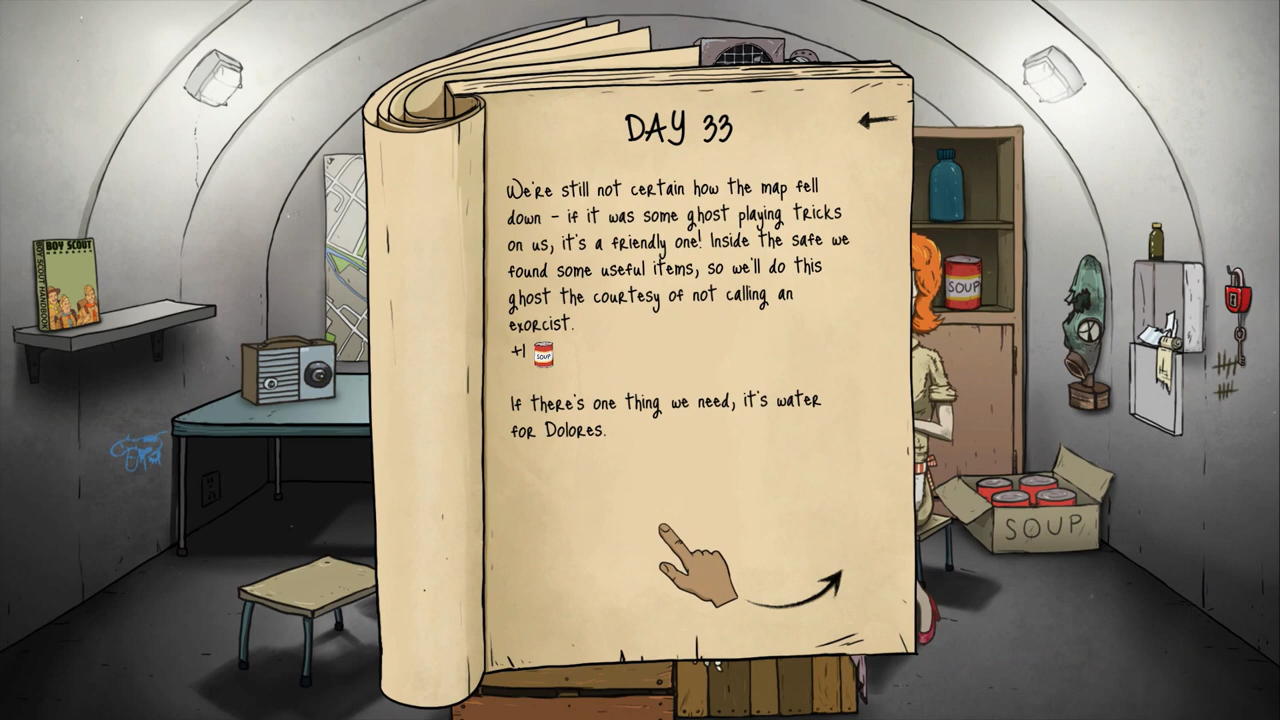 DAY 33
We're still not certain how the map fell
down - if it was some ghost playing tricks
on us, it's a friendly one! Inside the safe we
found some useful items, so we'll do this
ghost the courtesy of not calling an
exorcist.
+1 SOUP
If there's one thing we need, it's water
for Dolores.
BOY SCOUT
BOY SCOUT HANDBOOK
SOUP
SOUP